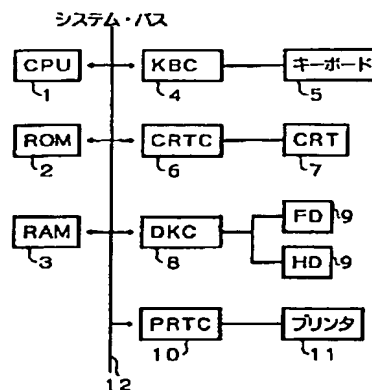 システム・バス
CPU KBC キーボード
1 4 5
ROM CRTC CRT
2 6 7
FD 9
RAM DKC
3 8
HD 9
PRTC プリンタ
10 11
12